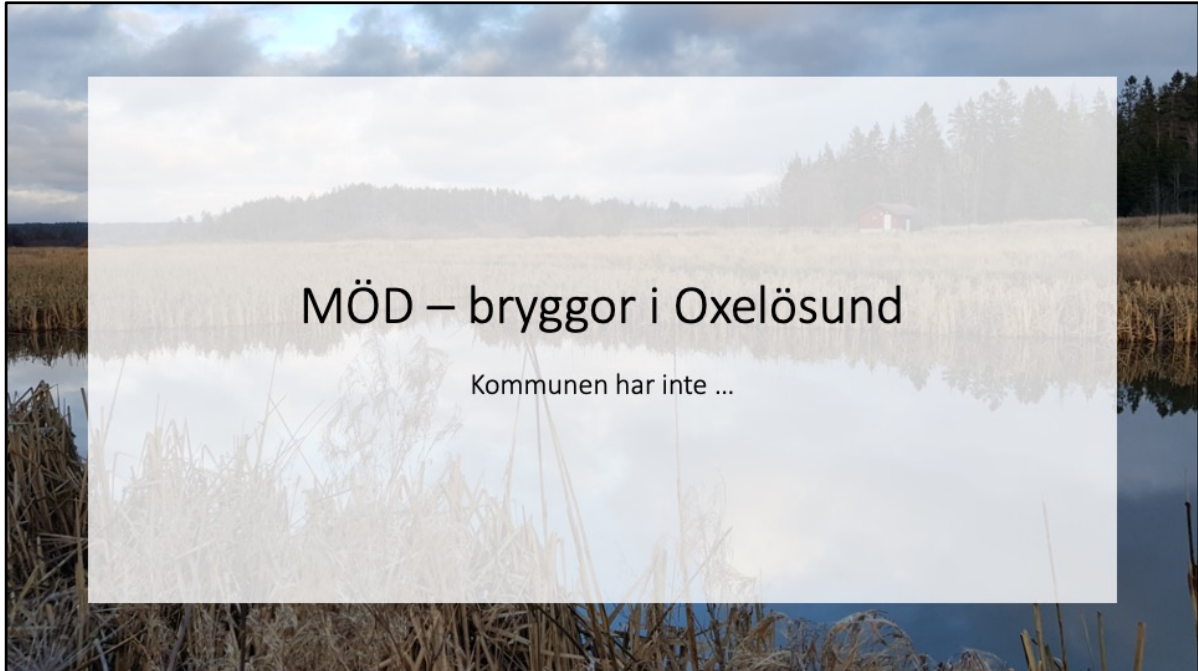 MÖD – bryggor i Oxelösund
Kommunen har inte ...